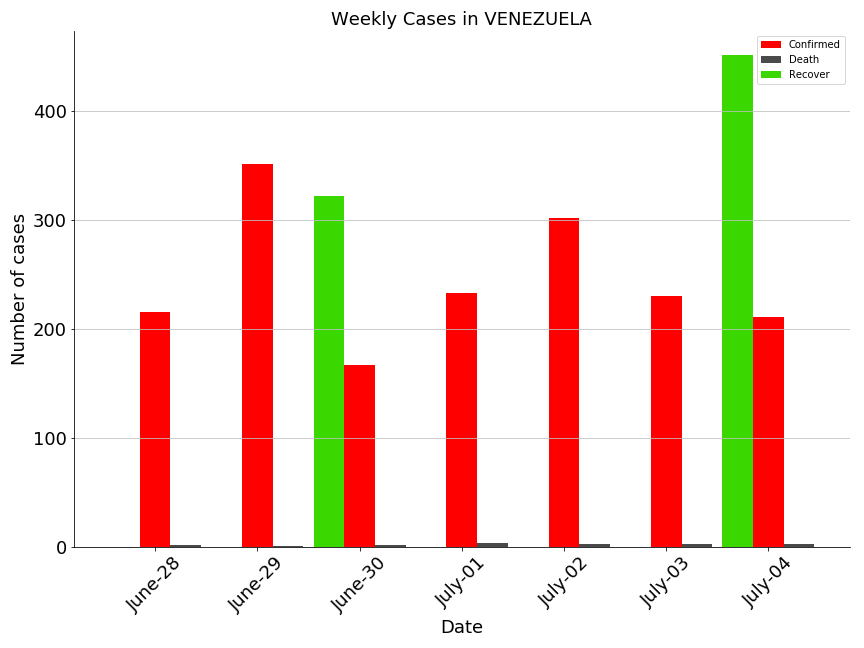 Weekly Cases in VENEZUELA
Confirmed
Death
Recover
Number of cases
400
300
200
100
0
June-28
June-29
June-30
July-01
July-02
July-03
July-04
Date